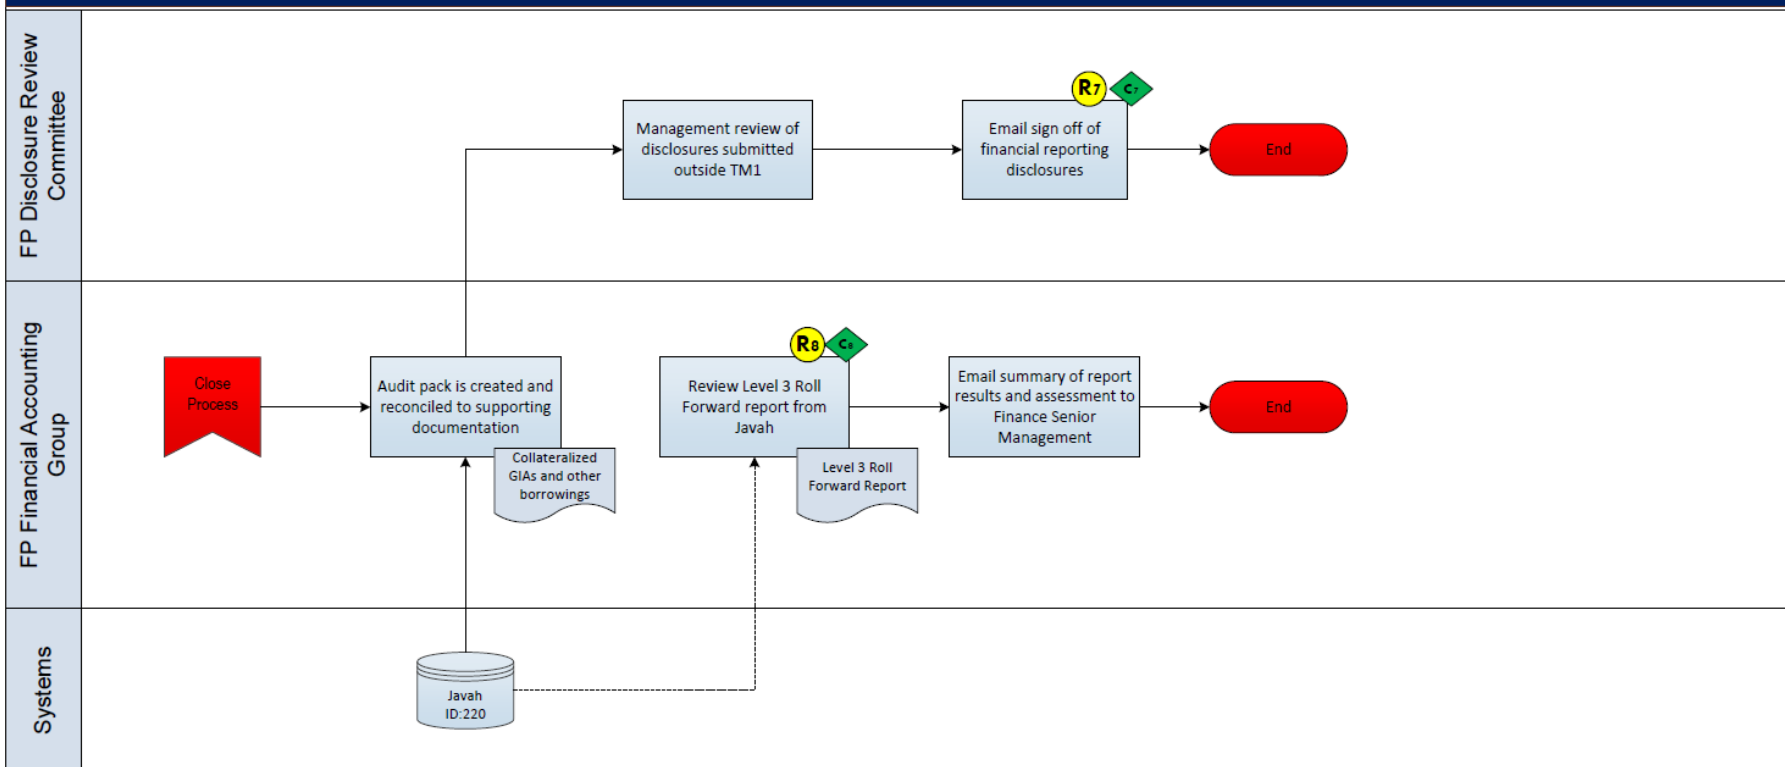 FP Disclosure Review
Committee
R7
C7
Management review of
disclosures submitted
outside TM1
Email sign off of
financial reporting
disclosures
End
FP Financial Accounting
Group
Close
Process
Audit pack is created and
reconciled to supporting
documentation
Collateralized
GIAs and other
borrowings
R8
Review Level 3 Roll
Forward report from
Javah
Level 3 Roll
Forward Report
Email summary of report
results and assessment to
Finance Senior
Management
End
Systems
Javah
ID:220